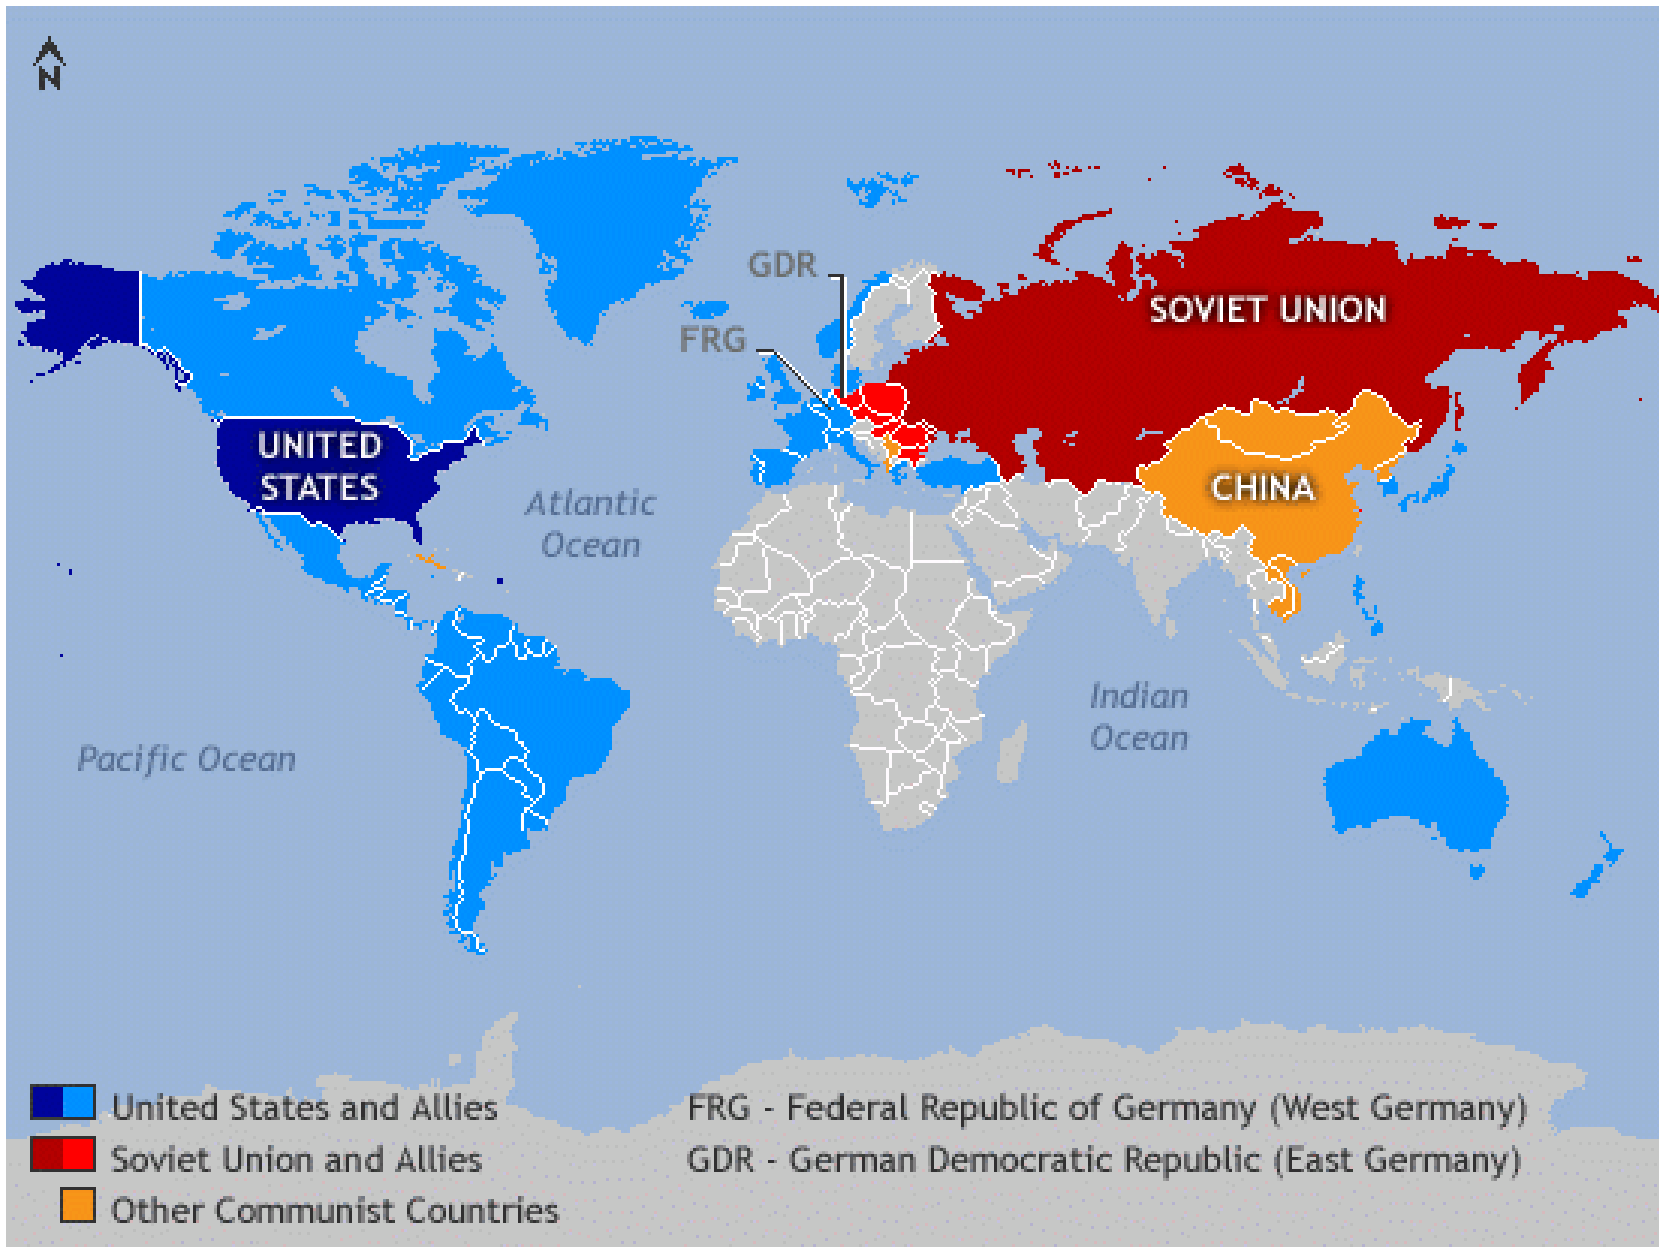 N
GDR
SOVIET UNION
FRG
UNITED
STATES
CHINA
Atlantic
Ocean
Indian
Ocean
Pacific Ocean
United States and Allies
Soviet Union and Allies
Other Communist Countries
FRG - Federal Republic of Germany (West Germany)
GDR - German Democratic Republic (East Germany)